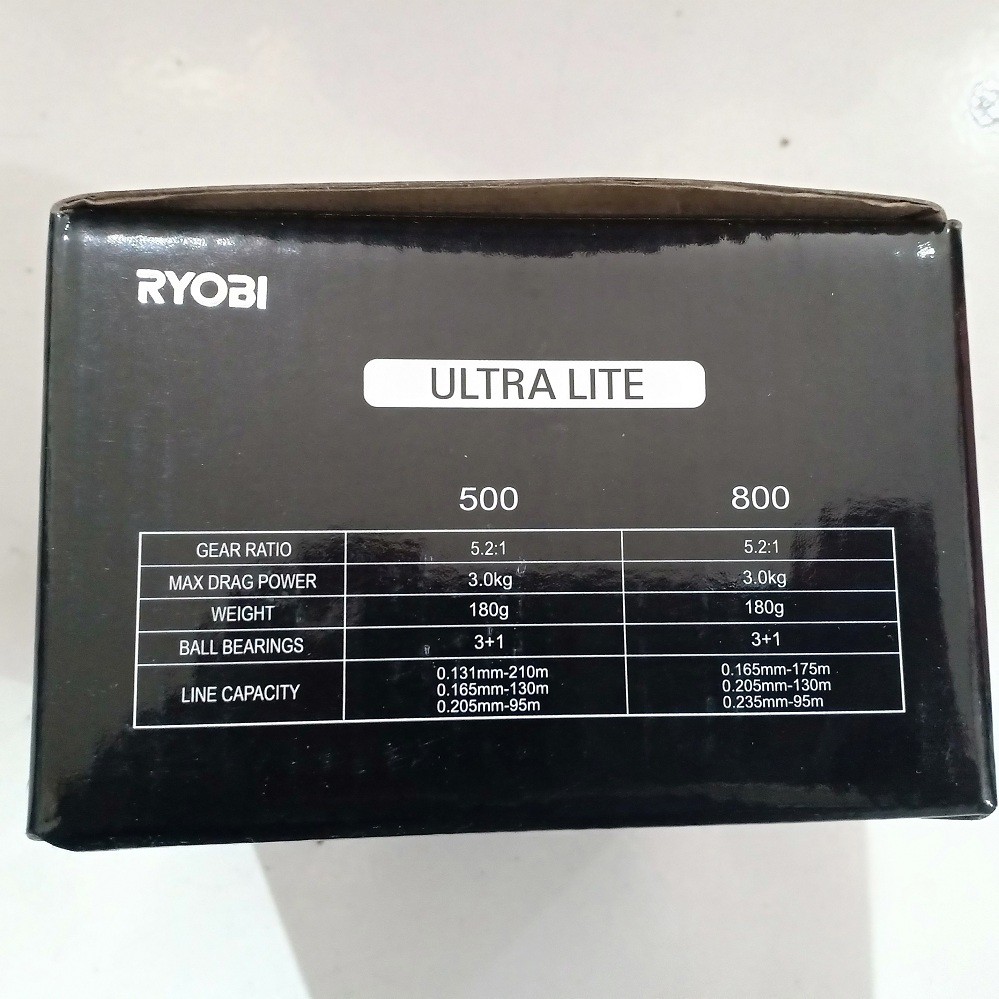 RYOBI
ULTRA LITE
500 800
GEAR RATIO 5.2:1 5.2:1
MAX DRAG POWER 3.0kg 3.0kg
WEIGHT 180g 180g
BALL BEARINGS 3+1 3+1
LINE CAPACITY 0.131mm-210m 0.165mm-175m
0.165mm-130m 0.205mm-130m
0.205mm-95m 0.235mm-95m